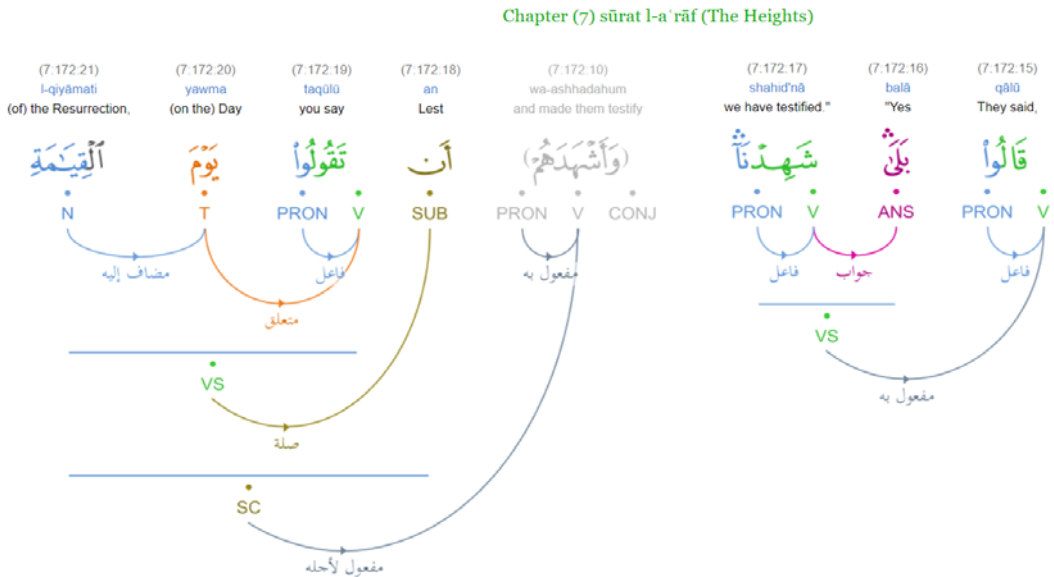 Chapter (7) sūrat l-aʿrāf (The Heights)
(7:172:21) (7:172:20) (7:172:19) (7:172:18) (7:172:10) (7:172:17) (7:172:16) (7:172:15)
l-qiyāmati yawma taqūlū an wa-ashhadahum shahid'nā balā qālū
(of) the Resurrection, (on the) Day you say Lest and made them testify we have testified." "Yes They said,
ٱلْقِيَـٰمَةِ يَوْمَ تَقُولُوا۟ أَن (وَأَشْهَدَهُمْ) شَهِدْنَآ ۛ بَلَىٰ ۛ قَالُوا۟
N T PRON V SUB PRON V CONJ PRON V ANS PRON V
مضاف إليه فاعل مفعول به فاعل جواب فاعل
متعلق
VS
VS
مفعول به
صلة
SC
مفعول لأجله